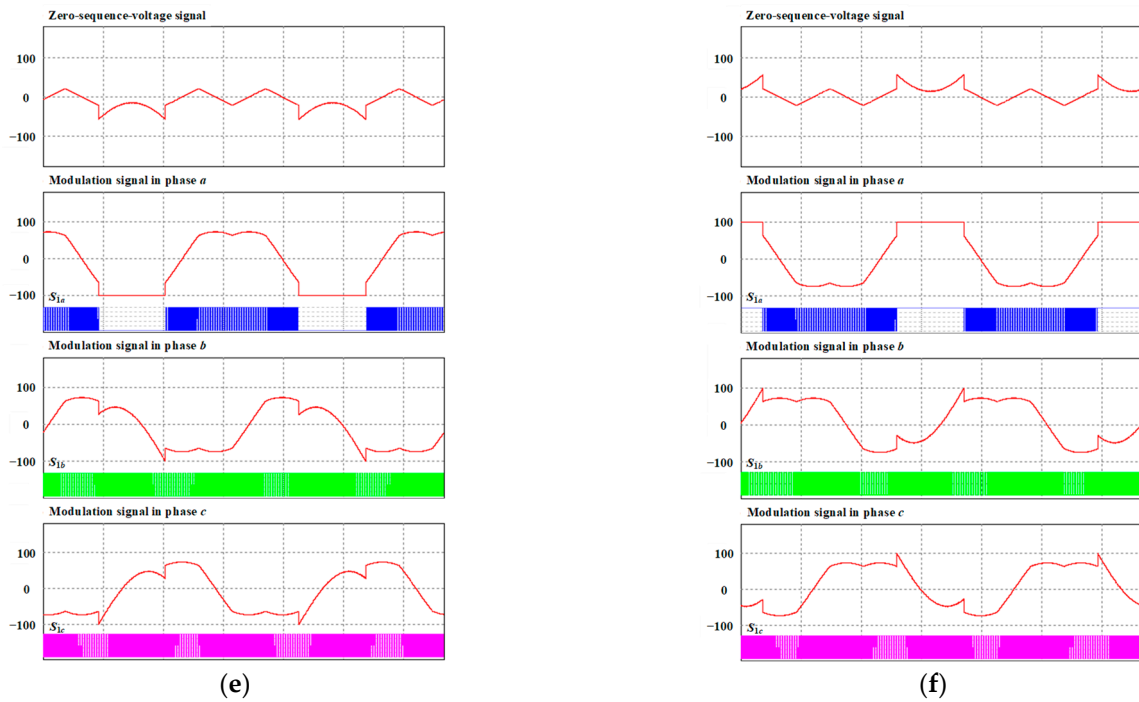 Zero-sequence-voltage signal
100
0
−100
Modulation signal in phase a
100
0
−100
S1a
Modulation signal in phase b
100
0
−100
S1b
Modulation signal in phase c
100
0
−100
S1c
(e)
Zero-sequence-voltage signal
100
0
−100
Modulation signal in phase a
100
0
−100
S1a
Modulation signal in phase b
100
0
−100
S1b
Modulation signal in phase c
100
0
−100
S1c
(f)